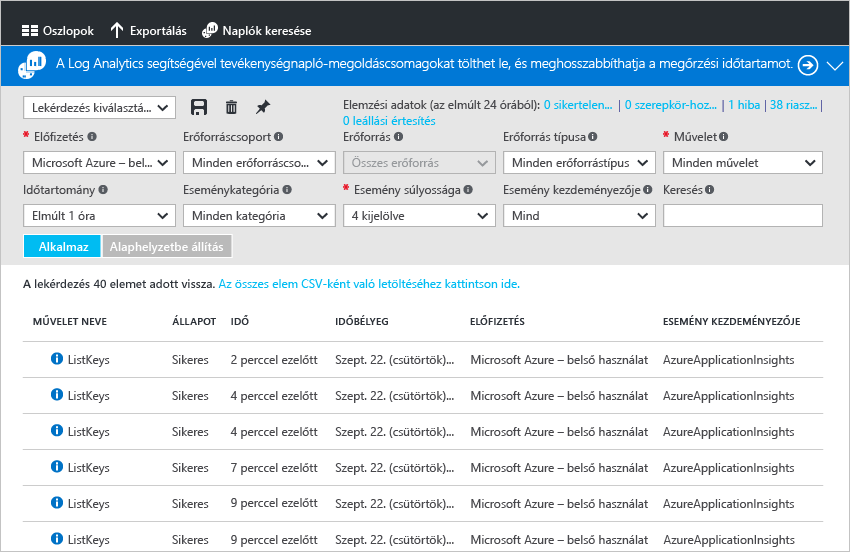 Oszlopok Exportálás Naplók keresése
A Log Analytics segítségével tevékenységnapló-megoldáscsomagokat tölthet le, és meghosszabbíthatja a megőrzési időtartamot.
Lekérdezés kiválasztá... Elemzési adatok (az elmúlt 24 órából): 0 sikertelen... | 0 szerepkör-hoz... | 1 hiba | 38 riasz... |
0 leállási értesítés
* Előfizetés Erőforráscsoport Erőforrás Erőforrás típusa * Művelet
Microsoft Azure – bel... Minden erőforráscso... Összes erőforrás Minden erőforrástípus Minden művelet
Időtartomány Eseménykategória * Esemény súlyossága Esemény kezdeményezője Keresés
Elmúlt 1 óra Minden kategória 4 kijelölve Mind
Alkalmaz Alaphelyzetbe állítás
A lekérdezés 40 elemet adott vissza. Az összes elem CSV-ként való letöltéséhez kattintson ide.
MŰVELET NEVE ÁLLAPOT IDŐ IDŐBÉLYEG ELŐFIZETÉS ESEMÉNY KEZDEMÉNYEZŐJE
ListKeys Sikeres 2 perccel ezelőtt Szept. 22. (csütörtök)... Microsoft Azure – belső használat AzureApplicationInsights
ListKeys Sikeres 4 perccel ezelőtt Szept. 22. (csütörtök)... Microsoft Azure – belső használat AzureApplicationInsights
ListKeys Sikeres 4 perccel ezelőtt Szept. 22. (csütörtök)... Microsoft Azure – belső használat AzureApplicationInsights
ListKeys Sikeres 7 perccel ezelőtt Szept. 22. (csütörtök)... Microsoft Azure – belső használat AzureApplicationInsights
ListKeys Sikeres 9 perccel ezelőtt Szept. 22. (csütörtök)... Microsoft Azure – belső használat AzureApplicationInsights
ListKeys Sikeres 9 perccel ezelőtt Szept. 22. (csütörtök)... Microsoft Azure – belső használat AzureApplicationInsights